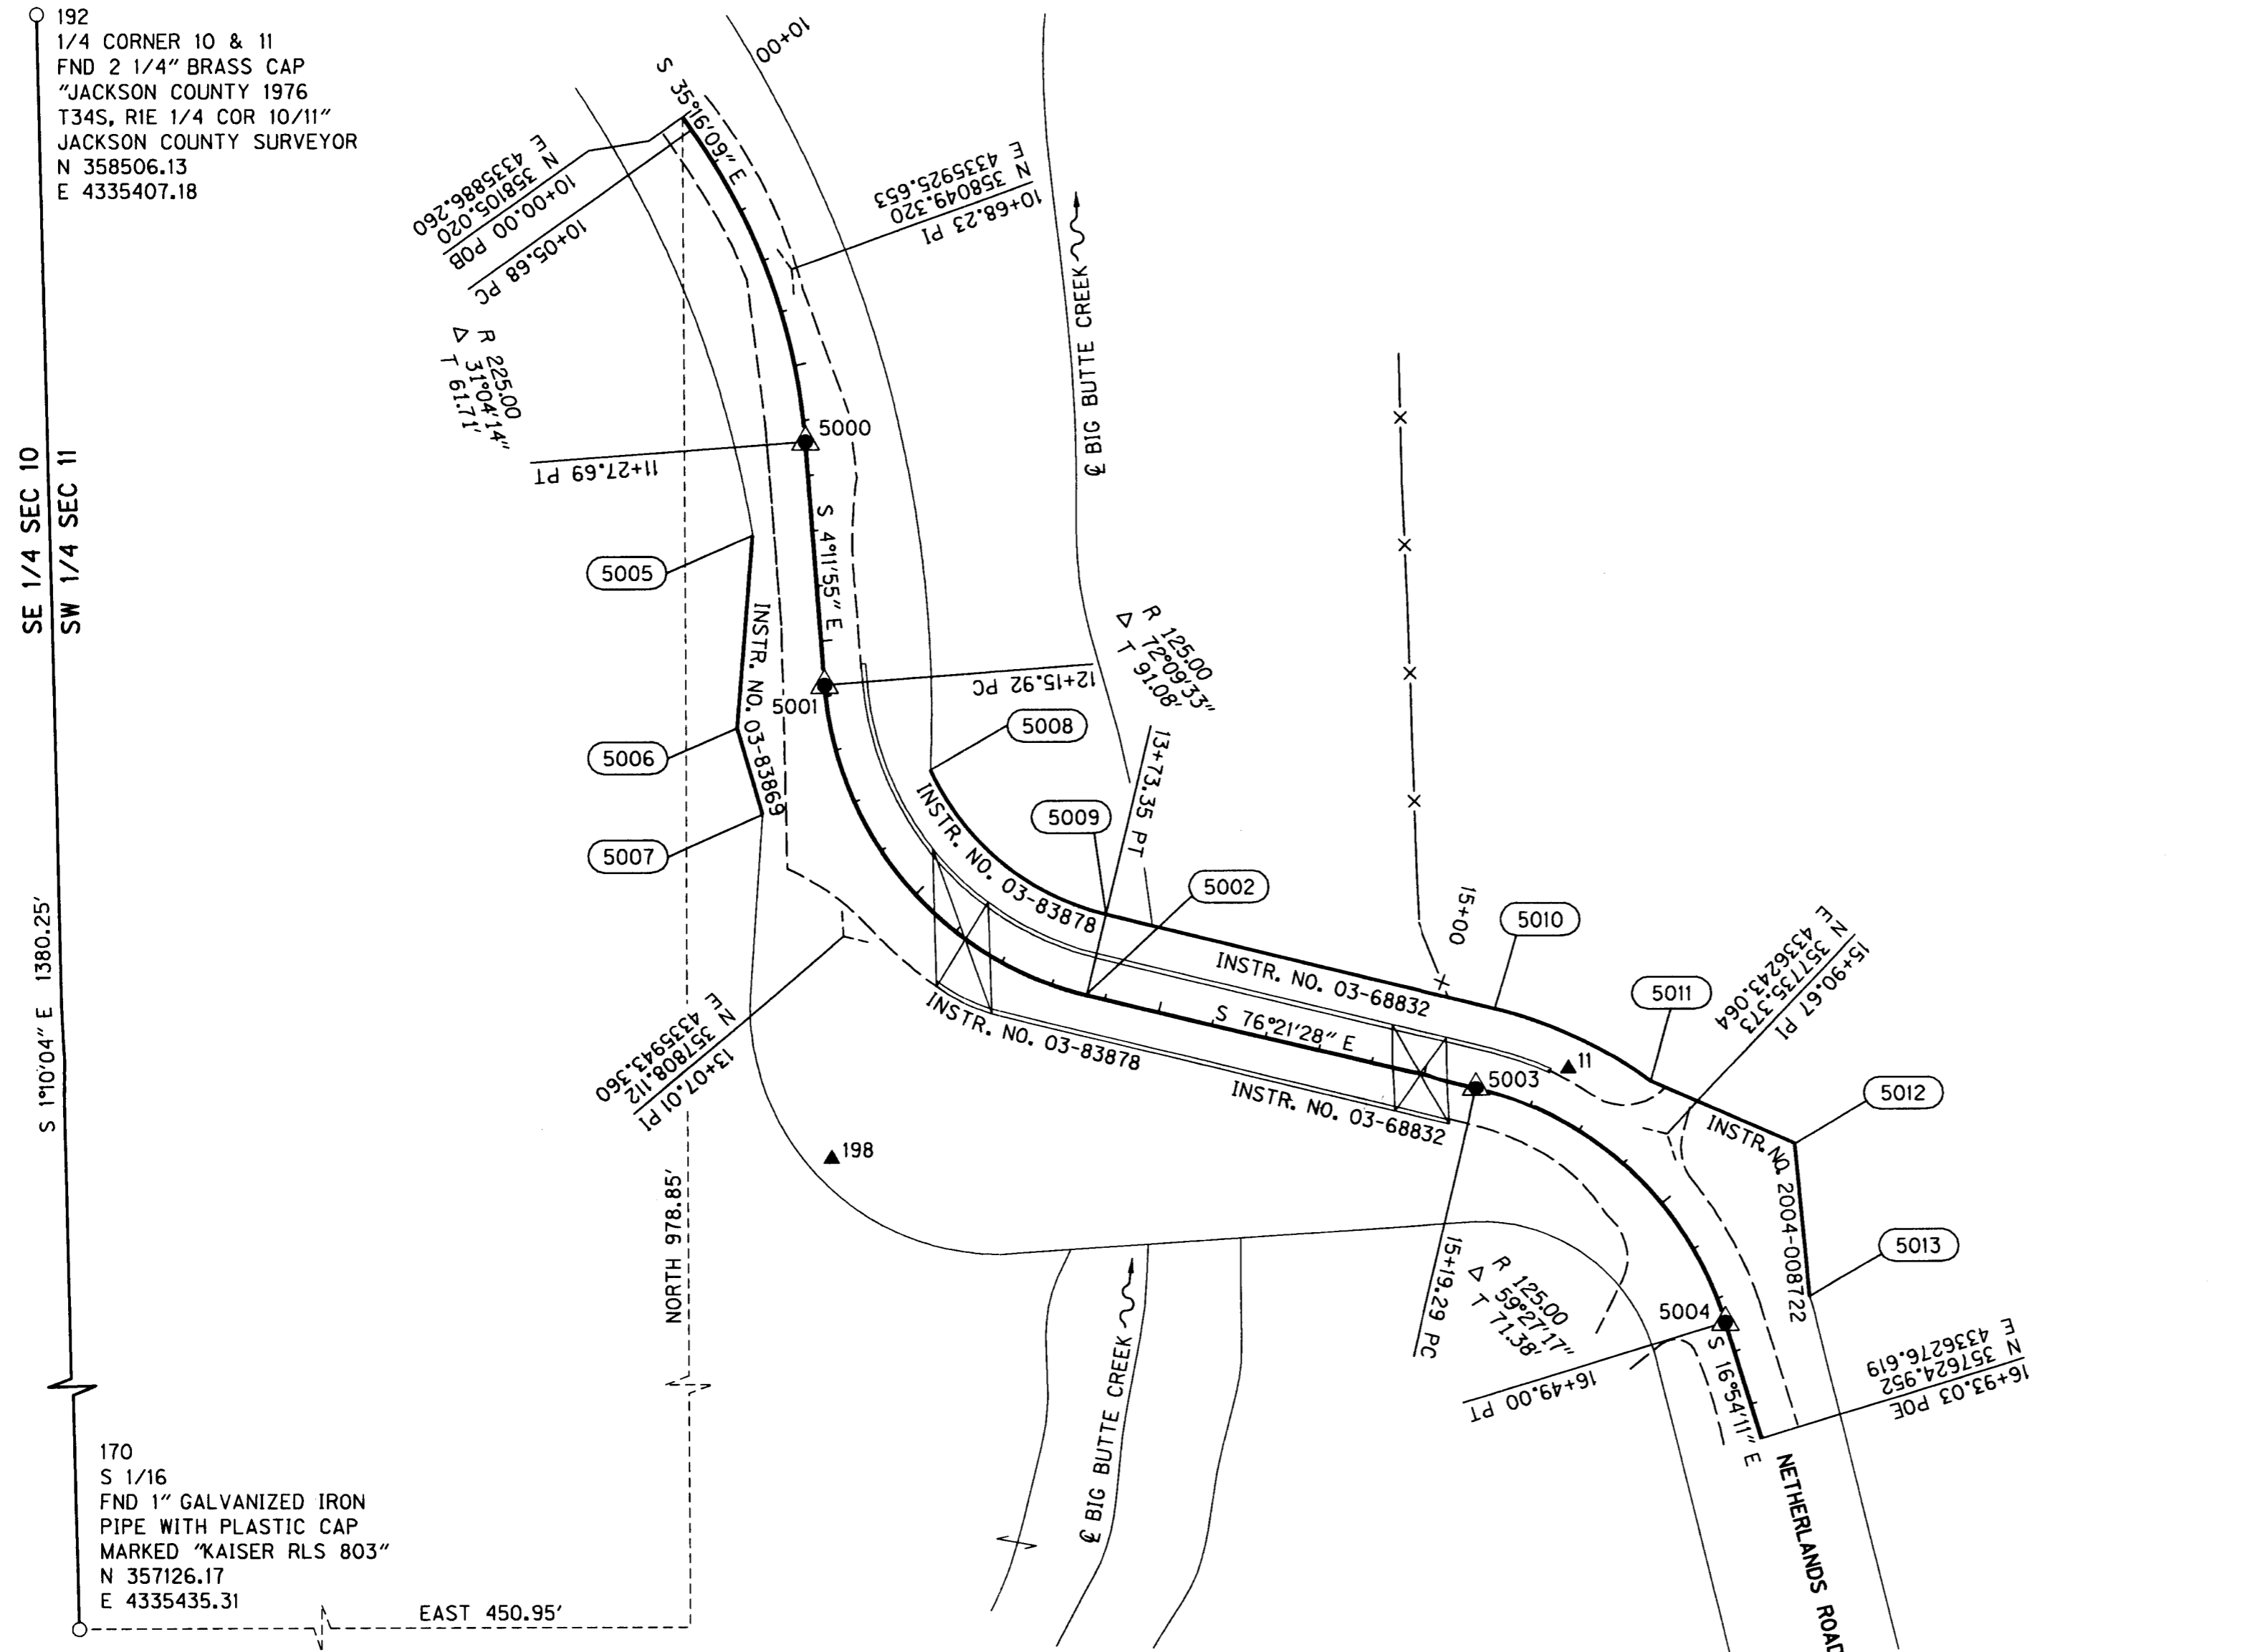 192
1/4 CORNER 10 & 11
FND 2 1/4" BRASS CAP
"JACKSON COUNTY 1976
T34S, R1E 1/4 COR 10/11"
JACKSON COUNTY SURVEYOR
N 358506.13
E 4335407.18
10+00
S 35°16'09" E
N 358105.020
E 4335886.260
10+00.00 POB
10+05.68 PC
10+68.23 PI
N 358049.320
E 4335925.653
R 225.00
△ 31°04'14"
T 61.71'
℄ BIG BUTTE CREEK
5000
11+27.69 PT
SE 1/4 SEC 10
SW 1/4 SEC 11
S 4°11'55" E
5005
INSTR. NO. 03-83869
5001
12+15.92 PC
R 125.00
△ 72°09'33"
T 91.08'
5006
5008
5007
5009
13+73.35 PT
INSTR. NO. 03-83878
5002
15+00
5010
INSTR. NO. 03-68832
5011
15+90.67 PI
N 357735.373
E 4336243.064
S 1°10'04" E 1380.25'
13+07.01 PI
N 357808.112
E 4335943.360
INSTR. NO. 03-83878
S 76°21'28" E
INSTR. NO. 03-68832
11
5003
5012
INSTR. NO. 2004-008722
198
NORTH 978.85'
15+19.29 PC
R 125.00
△ 59°27'17"
T 71.38'
5013
5004
16+49.00 PT
S 16°54'11" E
16+93.03 POE
N 357624.952
E 4336276.619
℄ BIG BUTTE CREEK
NETHERLANDS ROAD
170
S 1/16
FND 1" GALVANIZED IRON
PIPE WITH PLASTIC CAP
MARKED "KAISER RLS 803"
N 357126.17
E 4335435.31
EAST 450.95'